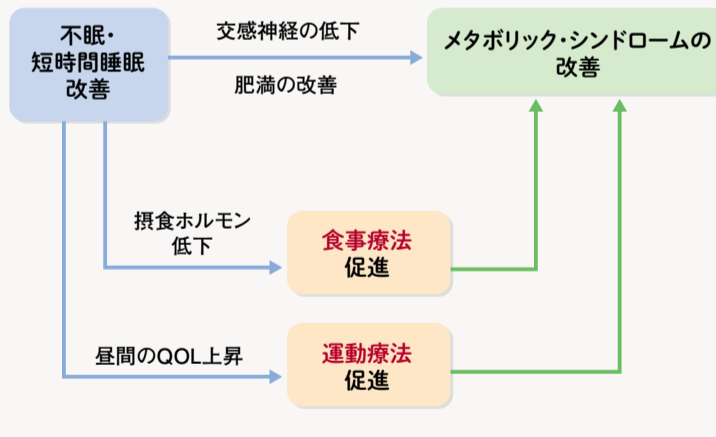 不眠・
短時間睡眠
改善
交感神経の低下
肥満の改善
メタボリック・シンドロームの
改善
摂食ホルモン
低下
食事療法
促進
昼間のQOL上昇
運動療法
促進